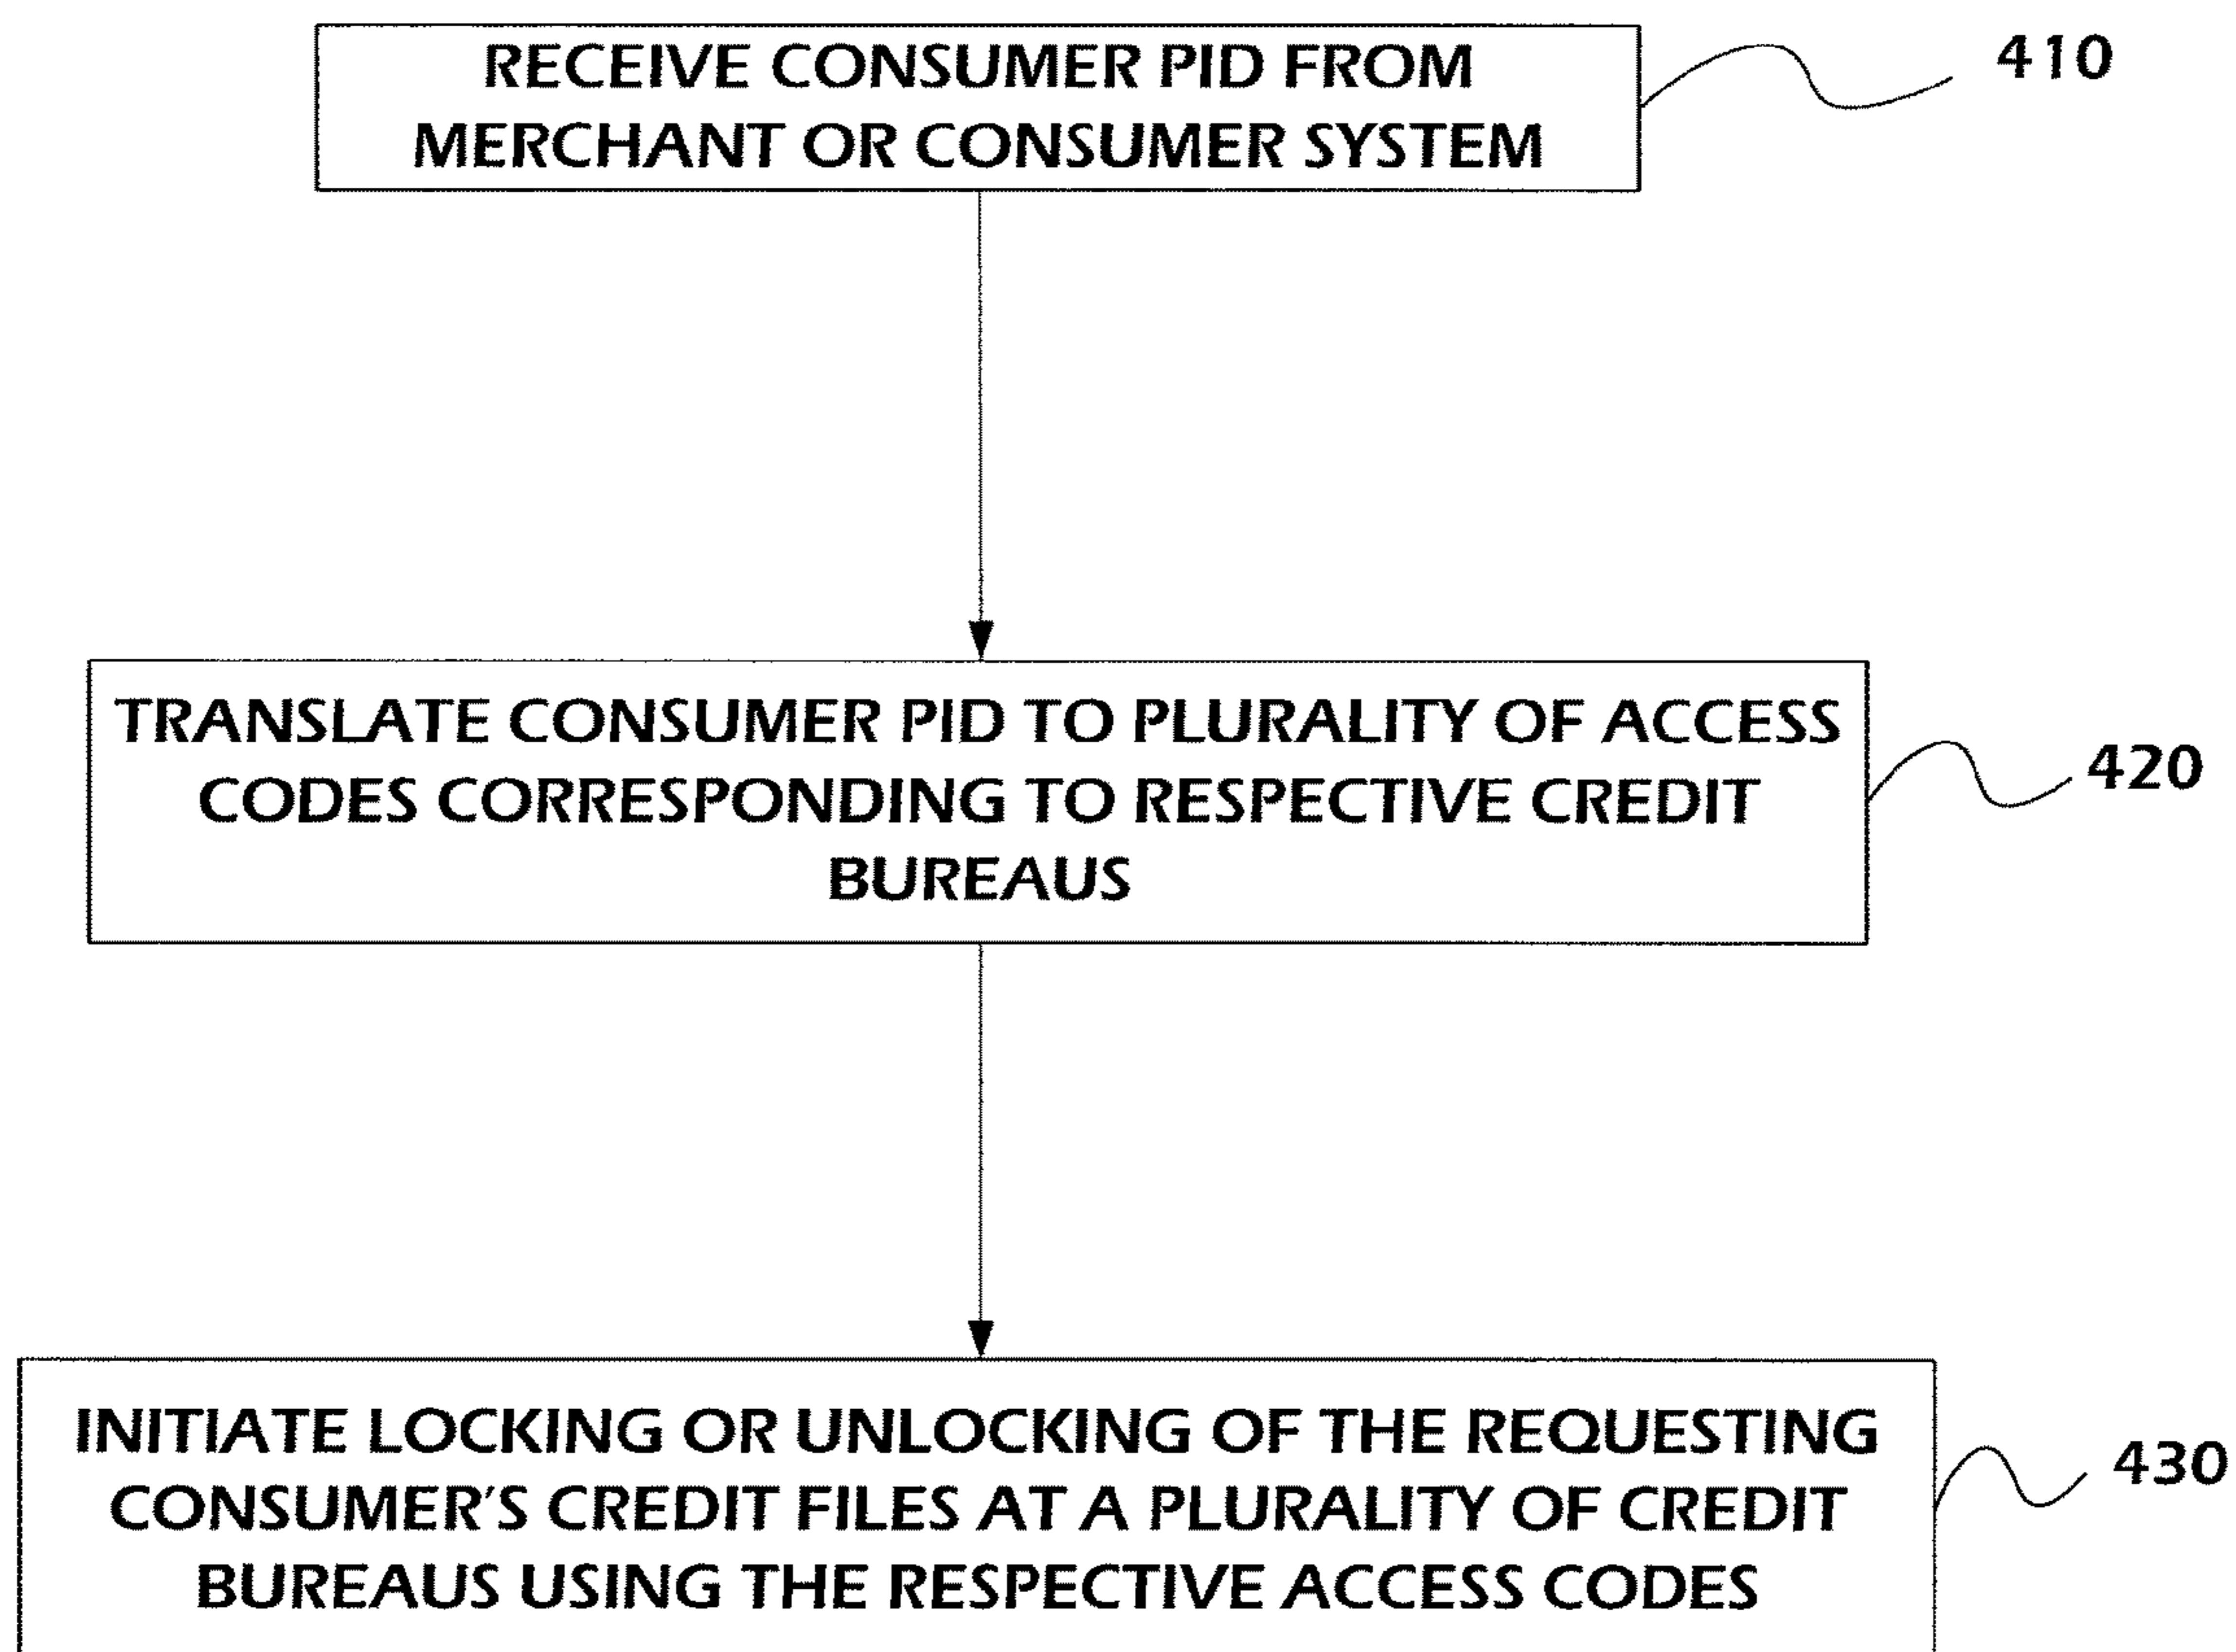 RECEIVE CONSUMER PID FROM
MERCHANT OR CONSUMER SYSTEM
410
TRANSLATE CONSUMER PID TO PLURALITY OF ACCESS
CODES CORRESPONDING TO RESPECTIVE CREDIT
BUREAUS
420
INITIATE LOCKING OR UNLOCKING OF THE REQUESTING
CONSUMER'S CREDIT FILES AT A PLURALITY OF CREDIT
BUREAUS USING THE RESPECTIVE ACCESS CODES
430